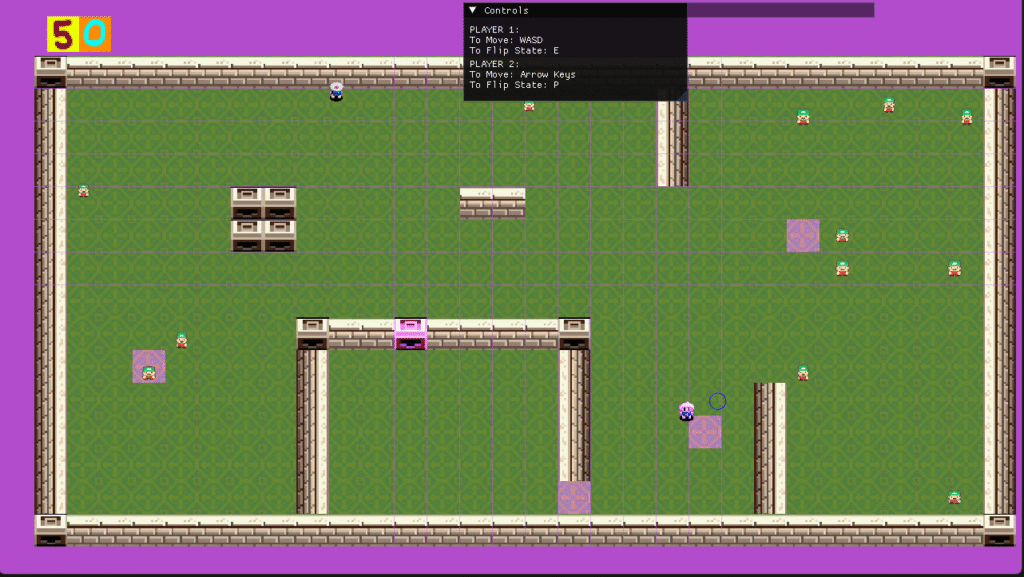 50
Controls
PLAYER 1:
To Move: WASD
To Flip State: E
PLAYER 2:
To Move: Arrow Keys
To Flip State: P